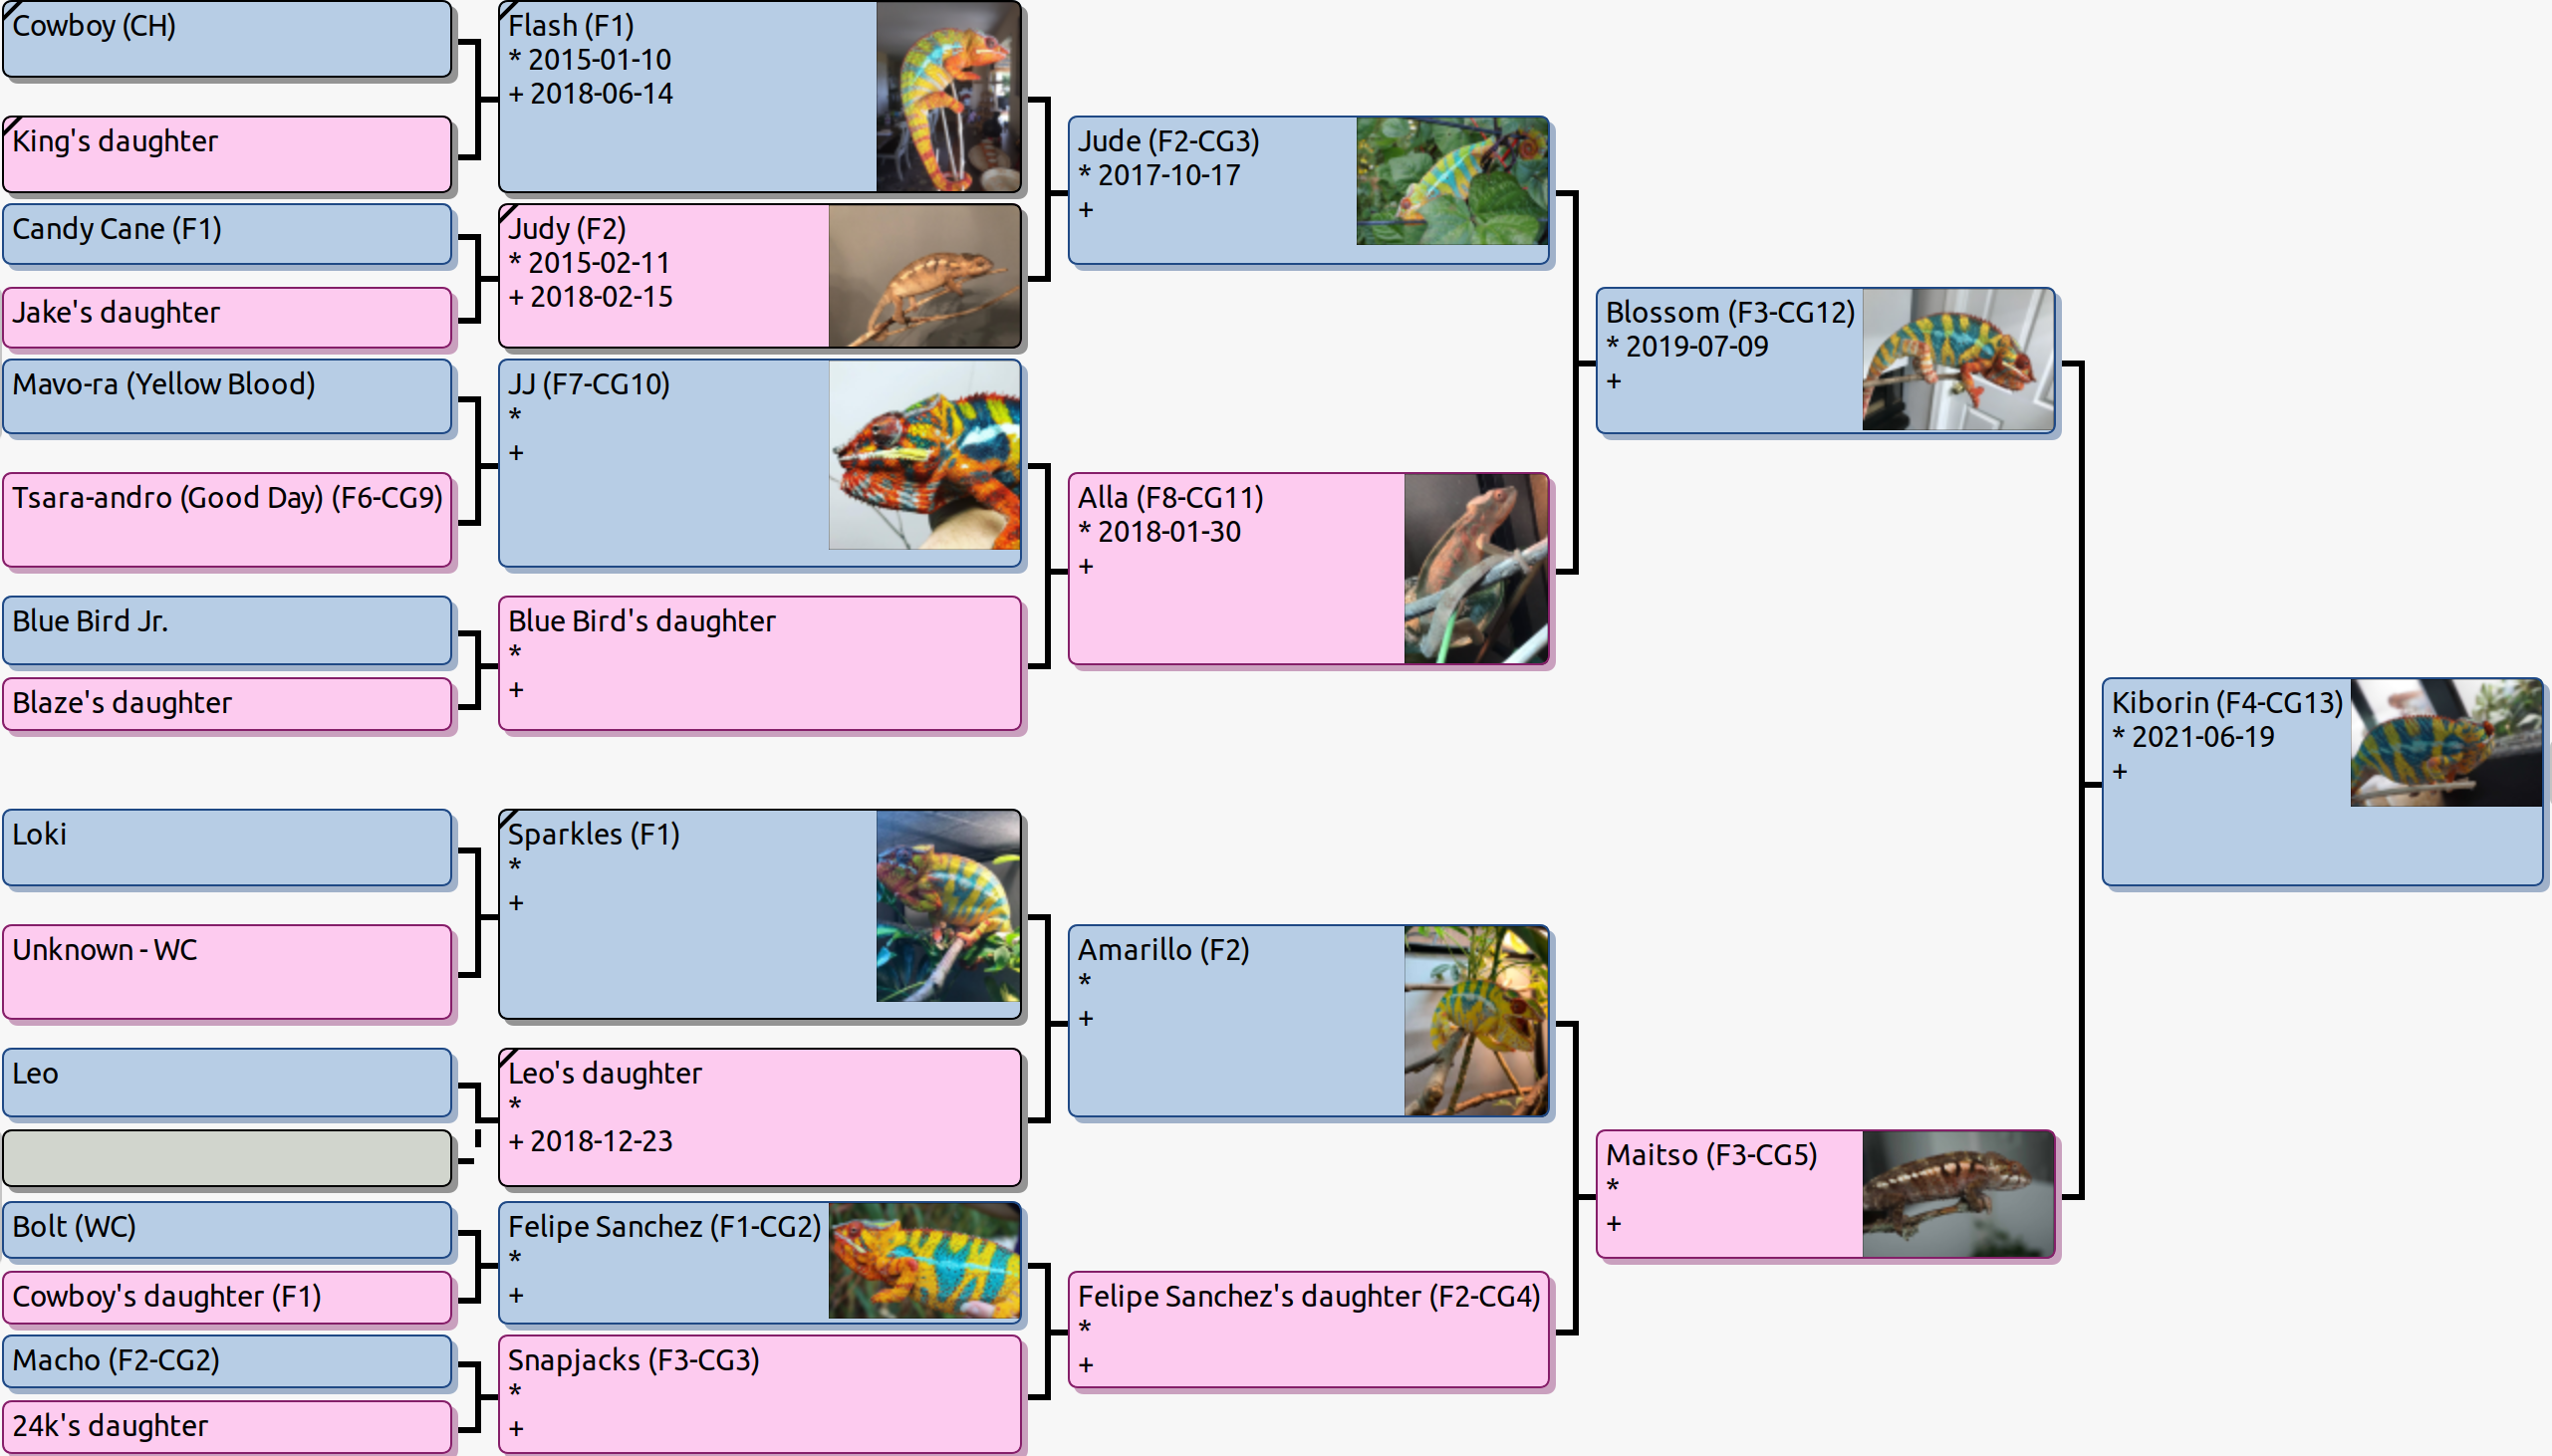 Cowboy (CH)
King's daughter
Candy Cane (F1)
Jake's daughter
Mavo-ra (Yellow Blood)
Tsara-andro (Good Day) (F6-CG9)
Blue Bird Jr.
Blaze's daughter
Loki
Unknown - WC
Leo
Bolt (WC)
Cowboy's daughter (F1)
Macho (F2-CG2)
24k's daughter
Flash (F1)
* 2015-01-10
+ 2018-06-14
Judy (F2)
* 2015-02-11
+ 2018-02-15
JJ (F7-CG10)
*
+
Blue Bird's daughter
*
+
Sparkles (F1)
*
+
Leo's daughter
*
+ 2018-12-23
Felipe Sanchez (F1-CG2)
*
+
Snapjacks (F3-CG3)
*
+
Jude (F2-CG3)
* 2017-10-17
+
Alla (F8-CG11)
* 2018-01-30
+
Amarillo (F2)
*
+
Felipe Sanchez's daughter (F2-CG4)
*
+
Blossom (F3-CG12)
* 2019-07-09
+
Maitso (F3-CG5)
*
+
Kiborin (F4-CG13)
* 2021-06-19
+